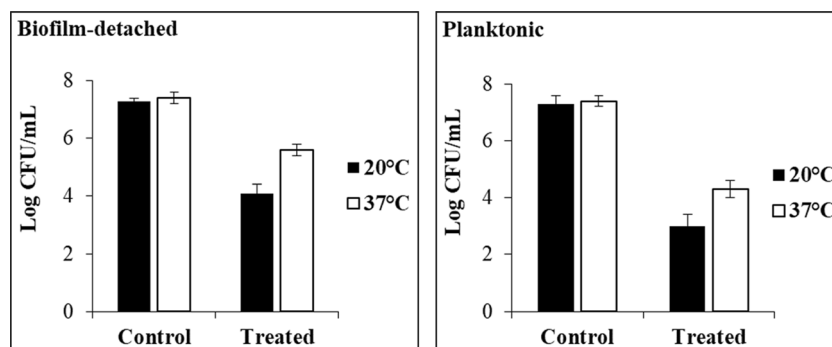 Biofilm-detached
8
6
4
2
0
Log CFU/mL
Control Treated
20°C
37°C
Planktonic
8
6
4
2
0
Log CFU/mL
Control Treated
20°C
37°C